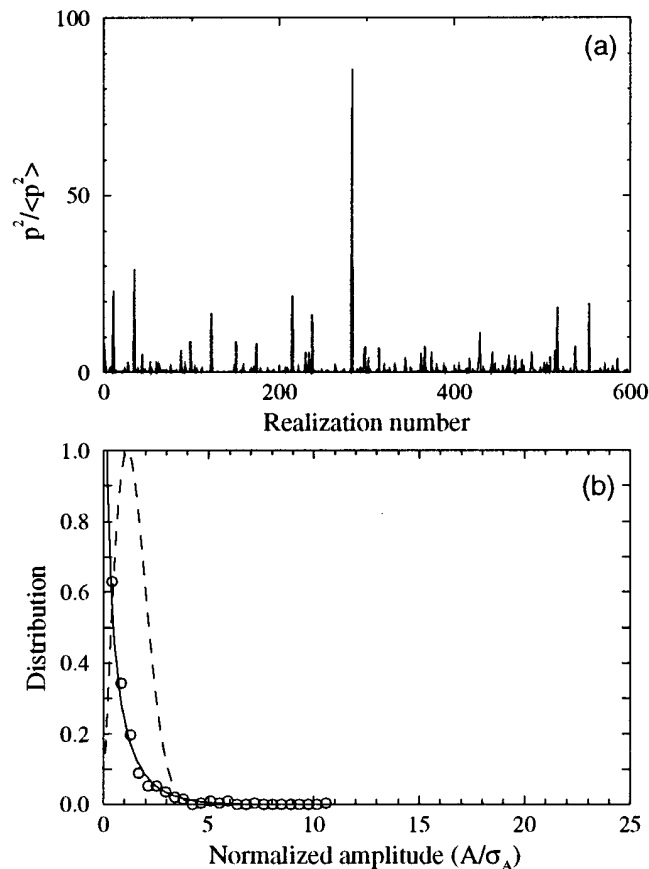 100
(a)
50
p²/<p²>
0
0 200 400 600
Realization number
1.0
(b)
0.8
0.6
Distribution
0.4
0.2
0.0
0 5 10 15 20 25
Normalized amplitude (A/σ_A)